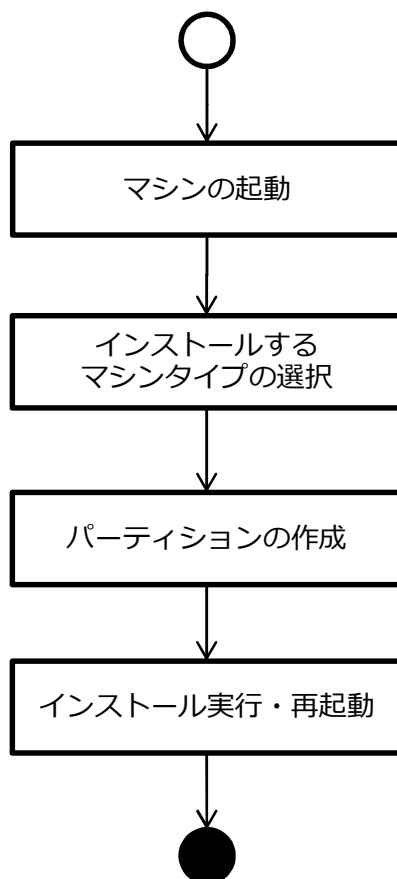 マシンの起動
インストールする
マシンタイプの選択
パーティションの作成
インストール実行・再起動